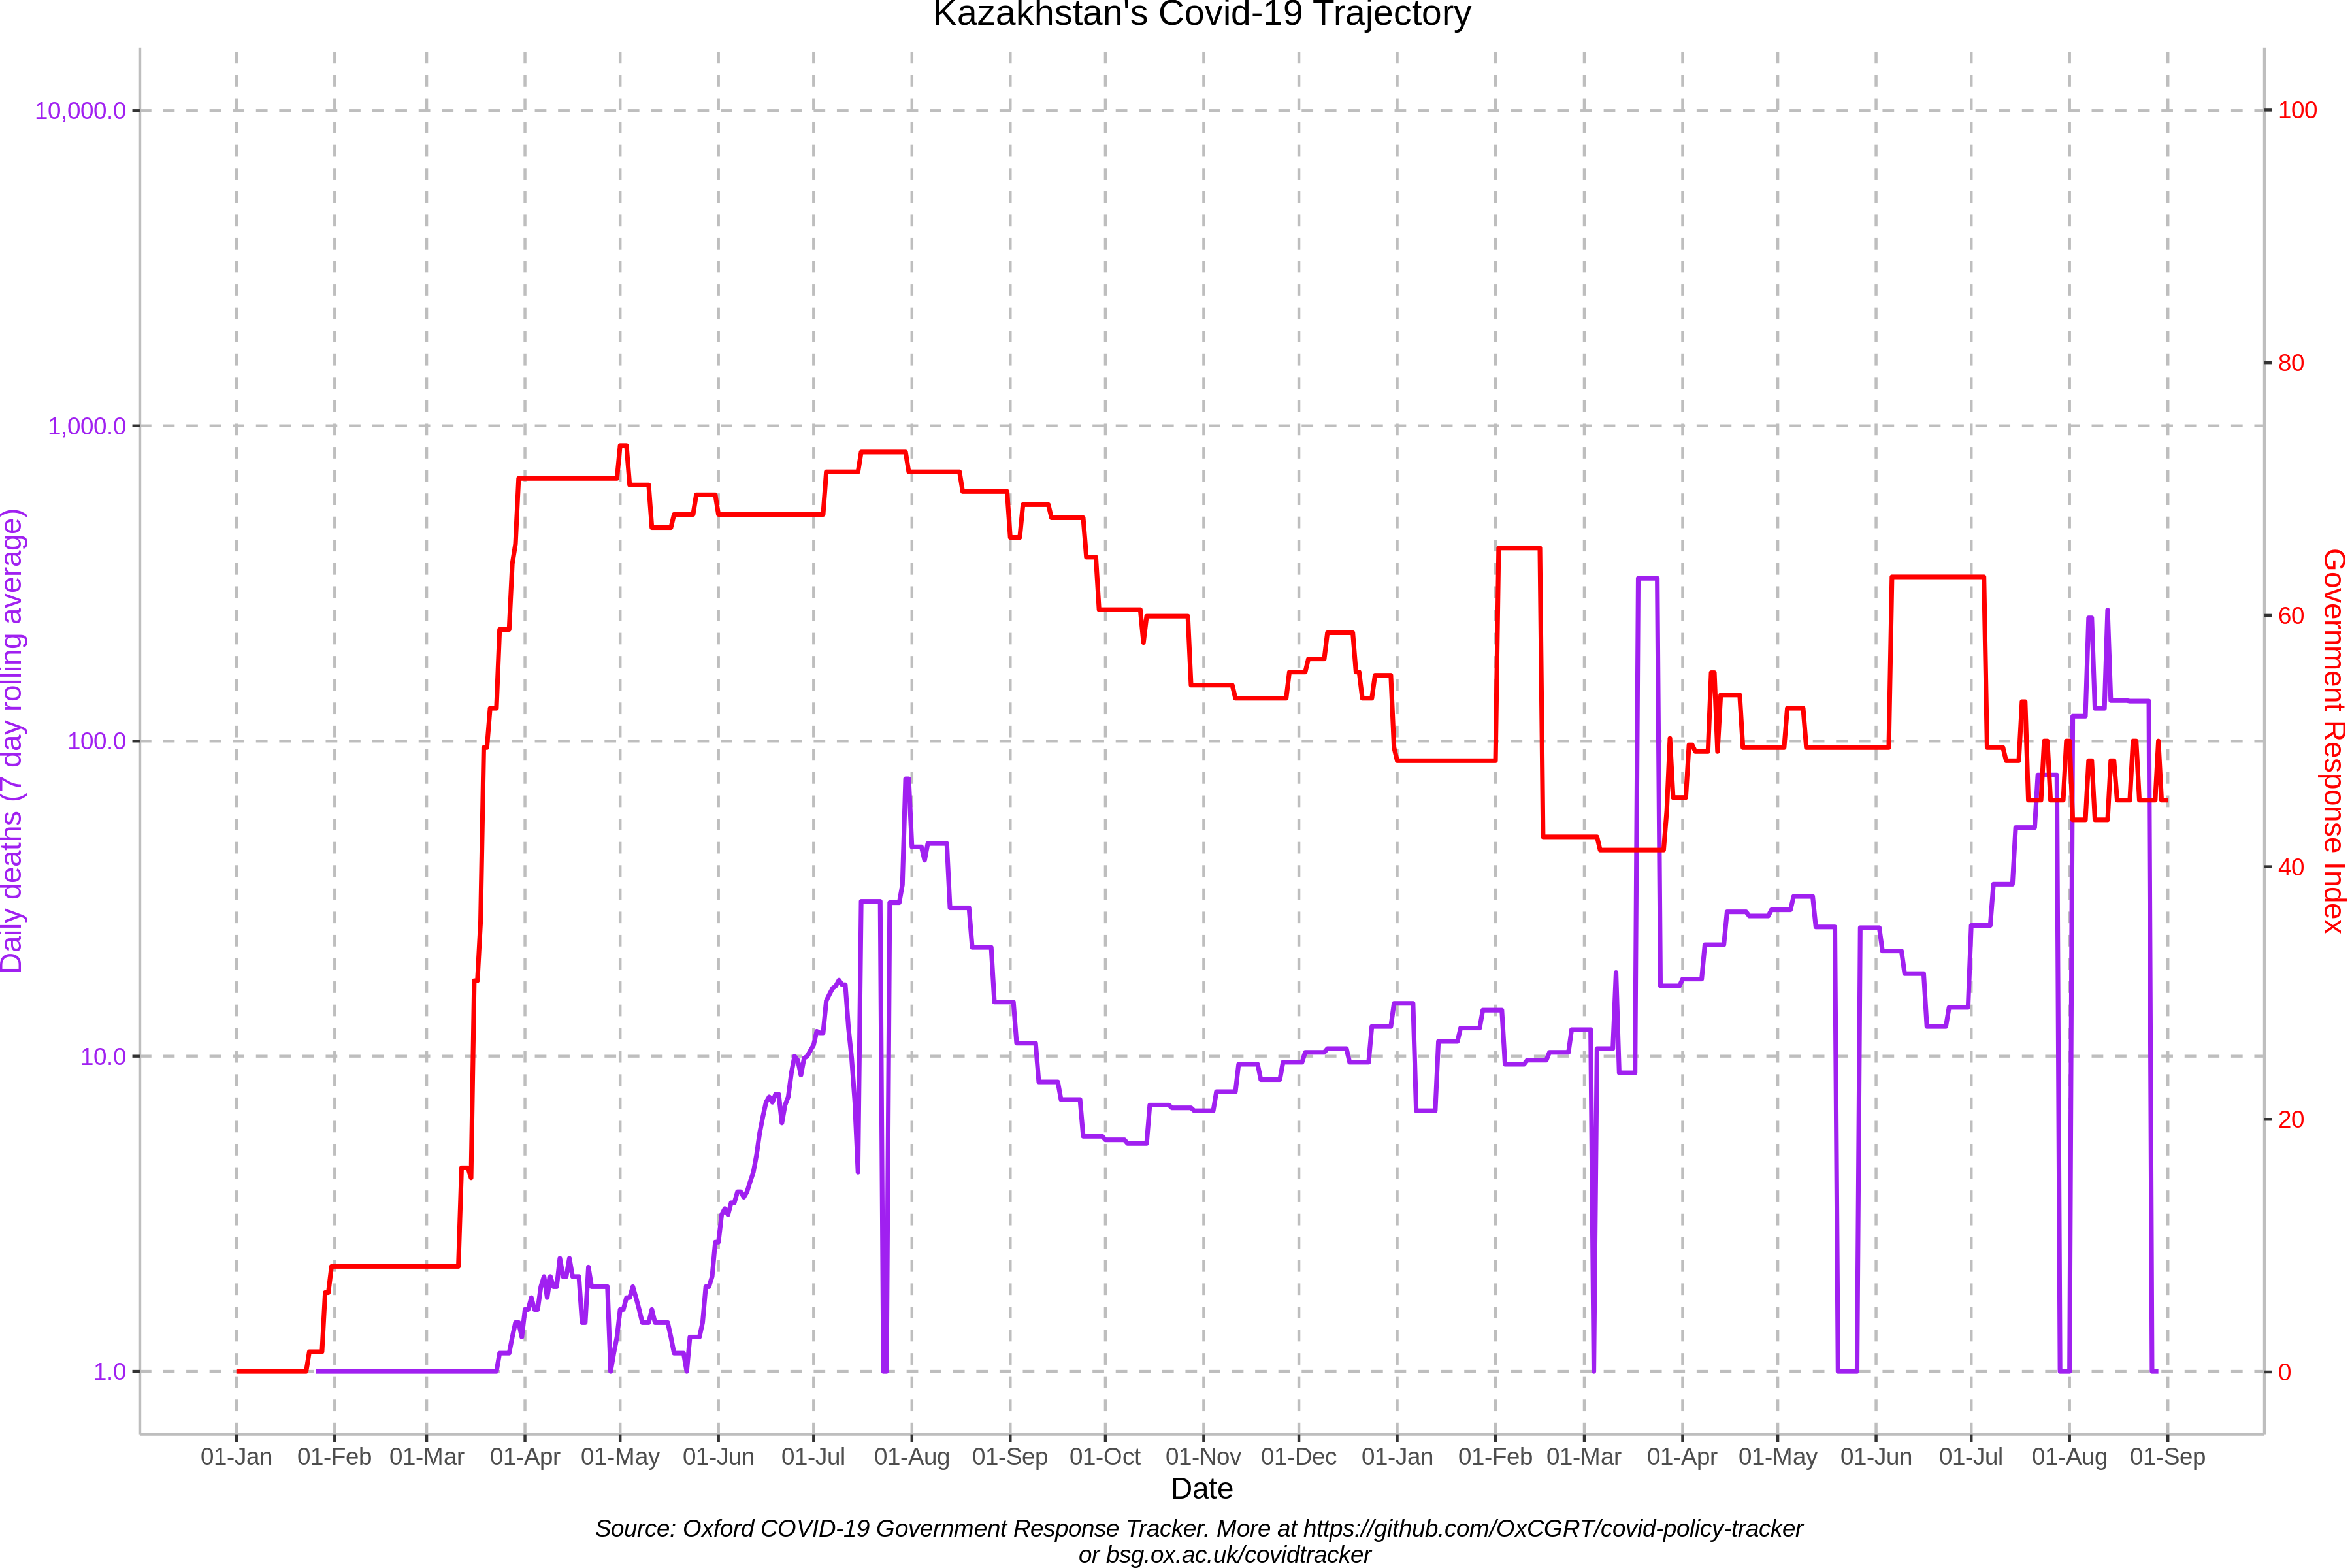 Kazakhstan's Covid-19 Trajectory
Daily deaths (7 day rolling average)
10,000.0
1,000.0
100.0
10.0
1.0
100
80
60
40
20
0
Government Response Index
01-Jan 01-Feb 01-Mar 01-Apr 01-May 01-Jun 01-Jul 01-Aug 01-Sep 01-Oct 01-Nov 01-Dec 01-Jan 01-Feb 01-Mar 01-Apr 01-May 01-Jun 01-Jul 01-Aug 01-Sep
Date
Source: Oxford COVID-19 Government Response Tracker. More at https://github.com/OxCGRT/covid-policy-tracker
or bsg.ox.ac.uk/covidtracker